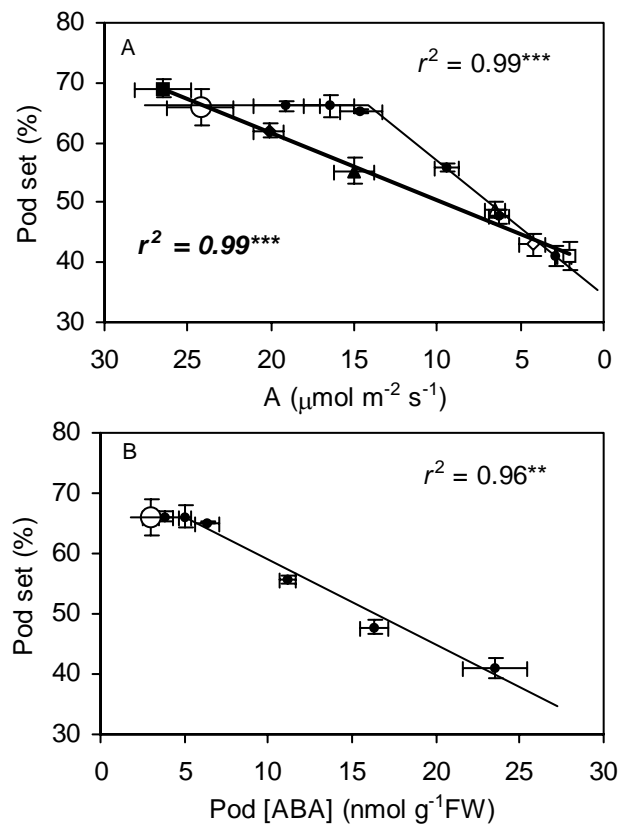 80
A
r² = 0.99***
70
60
Pod set (%)
50
40
r² = 0.99***
30
30 25 20 15 10 5 0
A (μmol m⁻² s⁻¹)
80
B
r² = 0.96**
70
60
Pod set (%)
50
40
30
0 5 10 15 20 25 30
Pod [ABA] (nmol g⁻¹FW)